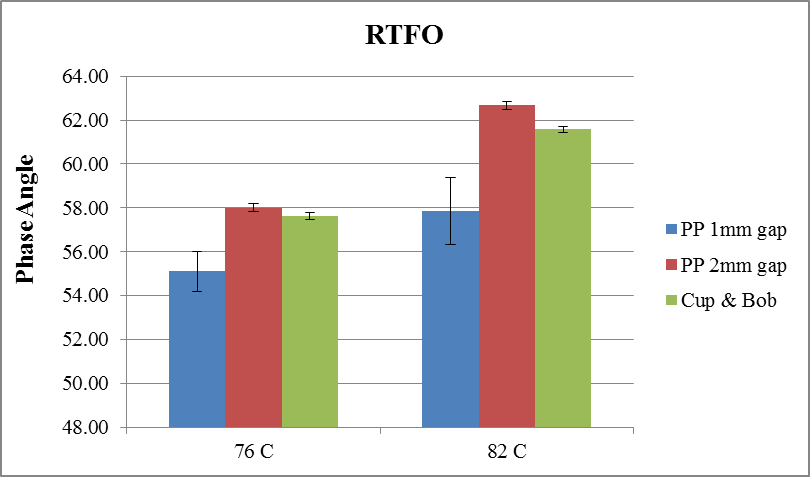 RTFO
Phase Angle
64.00
62.00
60.00
58.00
56.00
54.00
52.00
50.00
48.00
76 C
82 C
PP 1mm gap
PP 2mm gap
Cup & Bob